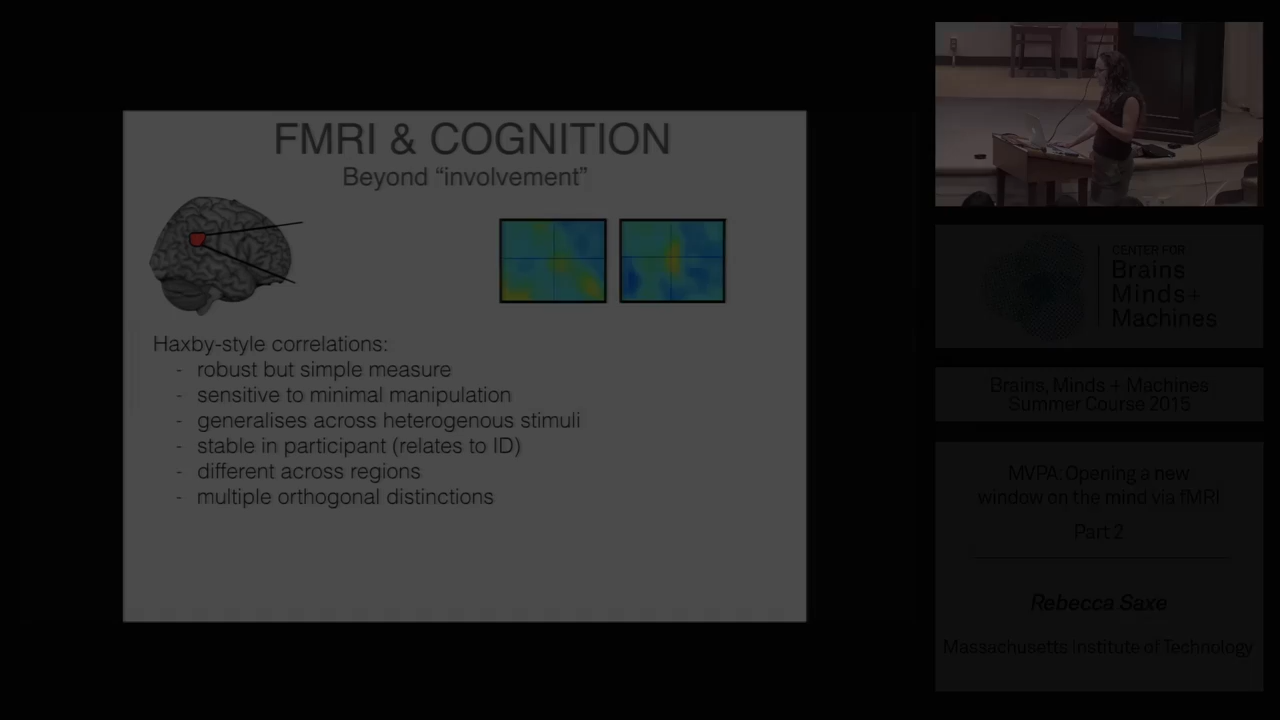 FMRI & COGNITION
Beyond “involvement”
Haxby-style correlations:
- robust but simple measure
- sensitive to minimal manipulation
- generalises across heterogenous stimuli
- stable in participant (relates to ID)
- different across regions
- multiple orthogonal distinctions
CENTER FOR
Brains
Minds+
Machines
Brains, Minds + Machines
Summer Course 2015
MVPA: Opening a new
window on the mind via fMRI
Part 2
Rebecca Saxe
Massachusetts Institute of Technology